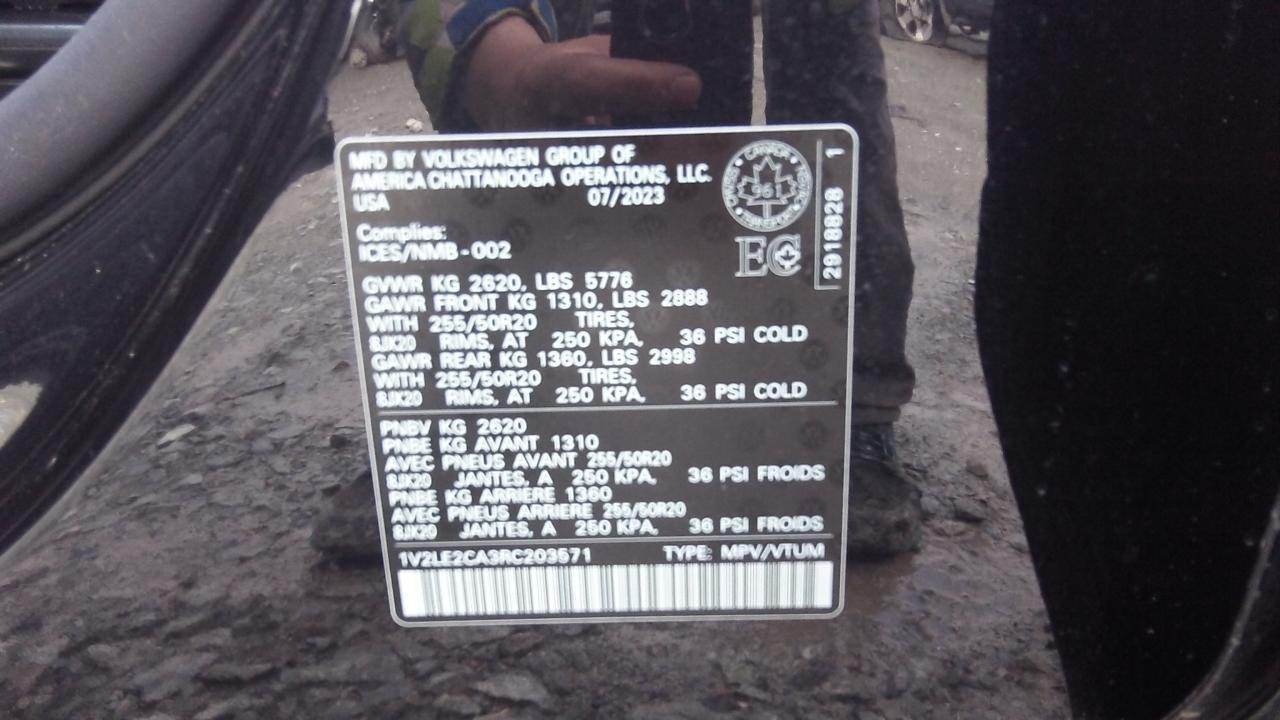 MFD BY VOLKSWAGEN GROUP OF
AMERICA CHATTANOOGA OPERATIONS, LLC.
USA 07/2023
CANADA
961
TRANSPORT
EC
2918828 1
Complies:
ICES/NMB-002
GVWR KG 2620, LBS 5776
GAWR FRONT KG 1310, LBS 2888
WITH 255/50R20 TIRES,
8JX20 RIMS, AT 250 KPA, 36 PSI COLD
GAWR REAR KG 1360, LBS 2998
WITH 255/50R20 TIRES,
8JX20 RIMS, AT 250 KPA, 36 PSI COLD
PNBV KG 2620
PNBE KG AVANT 1310
AVEC PNEUS AVANT 255/50R20
8JX20 JANTES, A 250 KPA, 36 PSI FROIDS
PNBE KG ARRIERE 1360
AVEC PNEUS ARRIERE 255/50R20
8JX20 JANTES, A 250 KPA, 36 PSI FROIDS
1V2LE2CA3RC203571 TYPE: MPV/VTUM